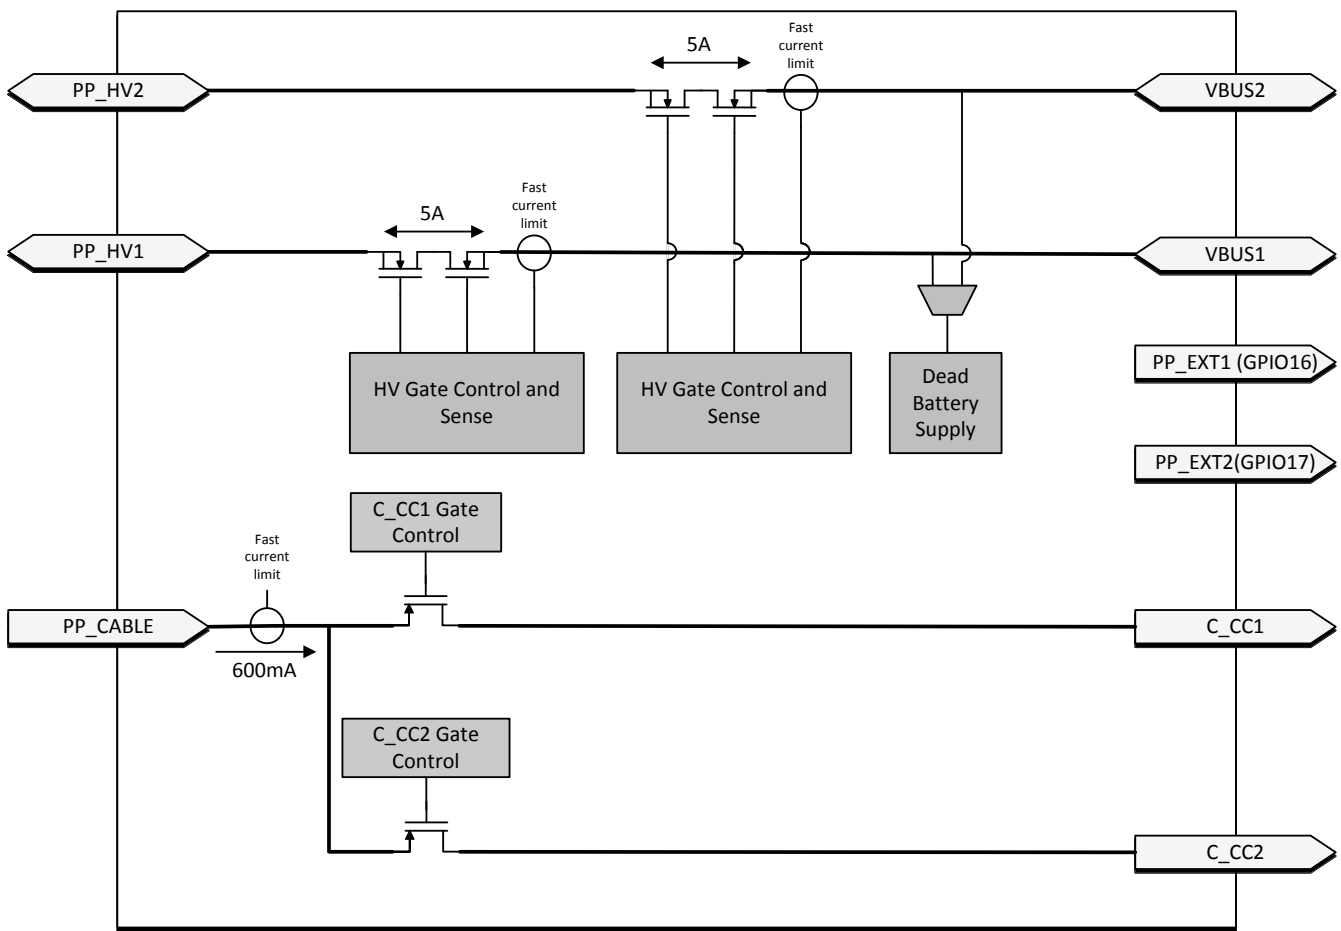 Fast
current
limit
5A
PP_HV2
VBUS2
Fast
current
limit
5A
PP_HV1
VBUS1
PP_EXT1 (GPIO16)
HV Gate Control and
Sense
HV Gate Control and
Sense
Dead
Battery
Supply
PP_EXT2(GPIO17)
C_CC1 Gate
Control
Fast
current
limit
PP_CABLE
C_CC1
600mA
C_CC2 Gate
Control
C_CC2